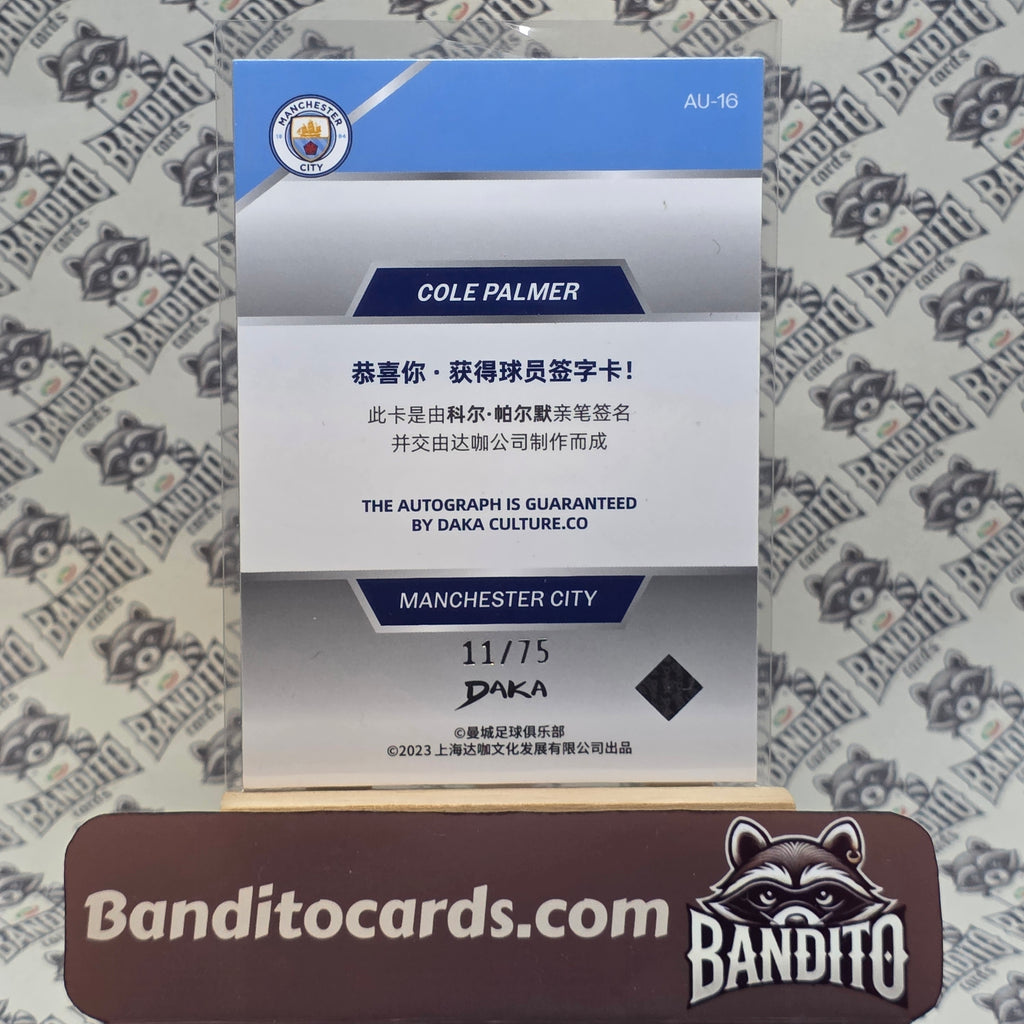 AU-16
MANCHESTER
18 94
CITY
COLE PALMER
恭喜你·获得球员签字卡!
此卡是由科尔·帕尔默亲笔签名
并交由达咖公司制作而成
THE AUTOGRAPH IS GUARANTEED
BY DAKA CULTURE.CO
MANCHESTER CITY
11/75
DAKA
©曼城足球俱乐部
©2023 上海达咖文化发展有限公司出品
Banditocards.com
BANDITO
BANDITO
cards